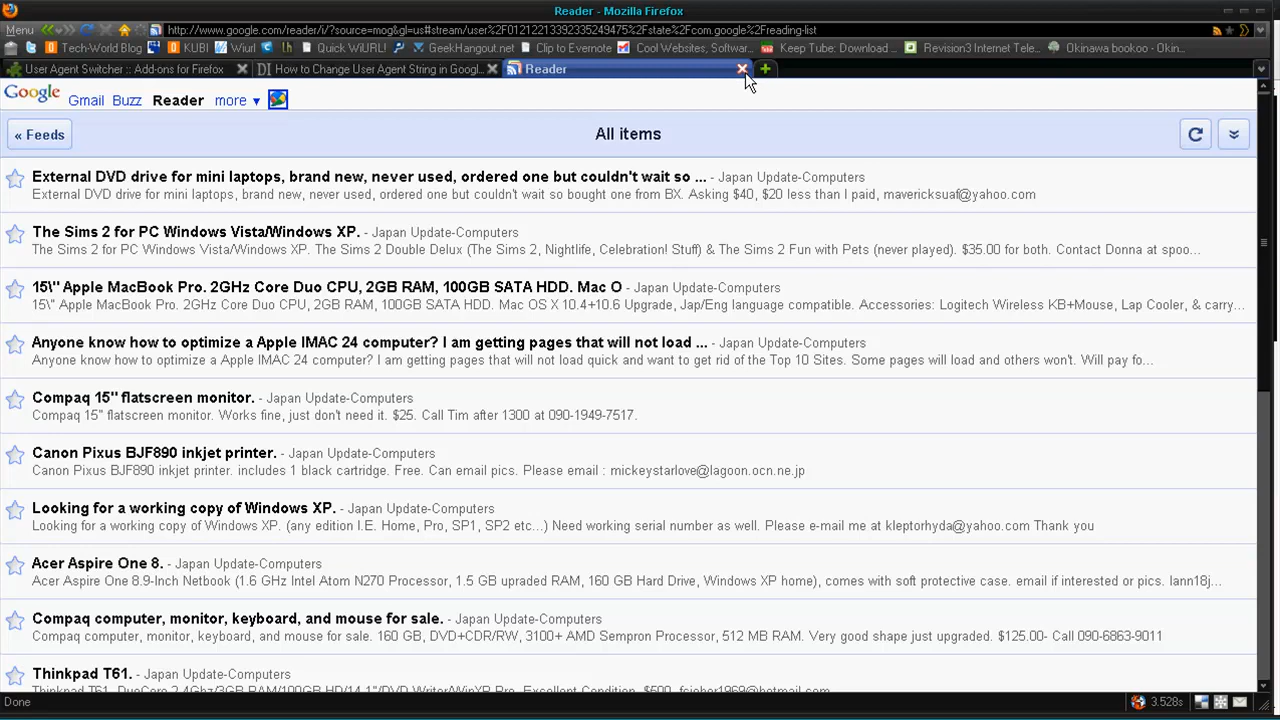 Reader - Mozilla Firefox
Menu
http://www.google.com/reader/i/?source=mog&gl=us#stream/user%2F01212213392335249475%2Fstate%2Fcom.google%2Freading-list
Tech-World Blog KUBI Wiurl Quick WiURL! GeekHangout.net Clip to Evernote Cool Websites, Softwar... Keep Tube: Download ... Revision3 Internet Tele... Okinawa bookoo - Okin...
User Agent Switcher :: Add-ons for Firefox DI How to Change User Agent String in Googl... Reader
Google Gmail Buzz Reader more ▼
« Feeds All items
External DVD drive for mini laptops, brand new, never used, ordered one but couldn't wait so ... - Japan Update-Computers
External DVD drive for mini laptops, brand new, never used, ordered one but couldn't wait so bought one from BX. Asking $40, $20 less than I paid, mavericksuaf@yahoo.com
The Sims 2 for PC Windows Vista/Windows XP. - Japan Update-Computers
The Sims 2 for PC Windows Vista/Windows XP. The Sims 2 Double Delux (The Sims 2, Nightlife, Celebration! Stuff) & The Sims 2 Fun with Pets (never played). $35.00 for both. Contact Donna at spoo...
15\" Apple MacBook Pro. 2GHz Core Duo CPU, 2GB RAM, 100GB SATA HDD. Mac O - Japan Update-Computers
15\" Apple MacBook Pro. 2GHz Core Duo CPU, 2GB RAM, 100GB SATA HDD. Mac OS X 10.4+10.6 Upgrade, Jap/Eng language compatible. Accessories: Logitech Wireless KB+Mouse, Lap Cooler, & carry...
Anyone know how to optimize a Apple IMAC 24 computer? I am getting pages that will not load ... - Japan Update-Computers
Anyone know how to optimize a Apple IMAC 24 computer? I am getting pages that will not load quick and want to get rid of the Top 10 Sites. Some pages will load and others won't. Will pay fo...
Compaq 15" flatscreen monitor. - Japan Update-Computers
Compaq 15" flatscreen monitor. Works fine, just don't need it. $25. Call Tim after 1300 at 090-1949-7517.
Canon Pixus BJF890 inkjet printer. - Japan Update-Computers
Canon Pixus BJF890 inkjet printer. includes 1 black cartridge. Free. Can email pics. Please email : mickeystarlove@lagoon.ocn.ne.jp
Looking for a working copy of Windows XP. - Japan Update-Computers
Looking for a working copy of Windows XP. (any edition I.E. Home, Pro, SP1, SP2 etc...) Need working serial number as well. Please e-mail me at kleptorhyda@yahoo.com Thank you
Acer Aspire One 8. - Japan Update-Computers
Acer Aspire One 8.9-Inch Netbook (1.6 GHz Intel Atom N270 Processor, 1.5 GB upraded RAM, 160 GB Hard Drive, Windows XP home), comes with soft protective case. email if interested or pics. lann18j...
Compaq computer, monitor, keyboard, and mouse for sale. - Japan Update-Computers
Compaq computer, monitor, keyboard, and mouse for sale. 160 GB, DVD+CDR/RW, 3100+ AMD Sempron Processor, 512 MB RAM. Very good shape just upgraded. $125.00- Call 090-6863-9011
Thinkpad T61. - Japan Update-Computers
Thinkpad T61. DuoCore 2.4Ghz/3GB RAM/100GB HD/14.1"/DVD Writer/WinXP Pro. Excellent Condition. $500. fcjeher1969@hotmail.com
Done 3.528s